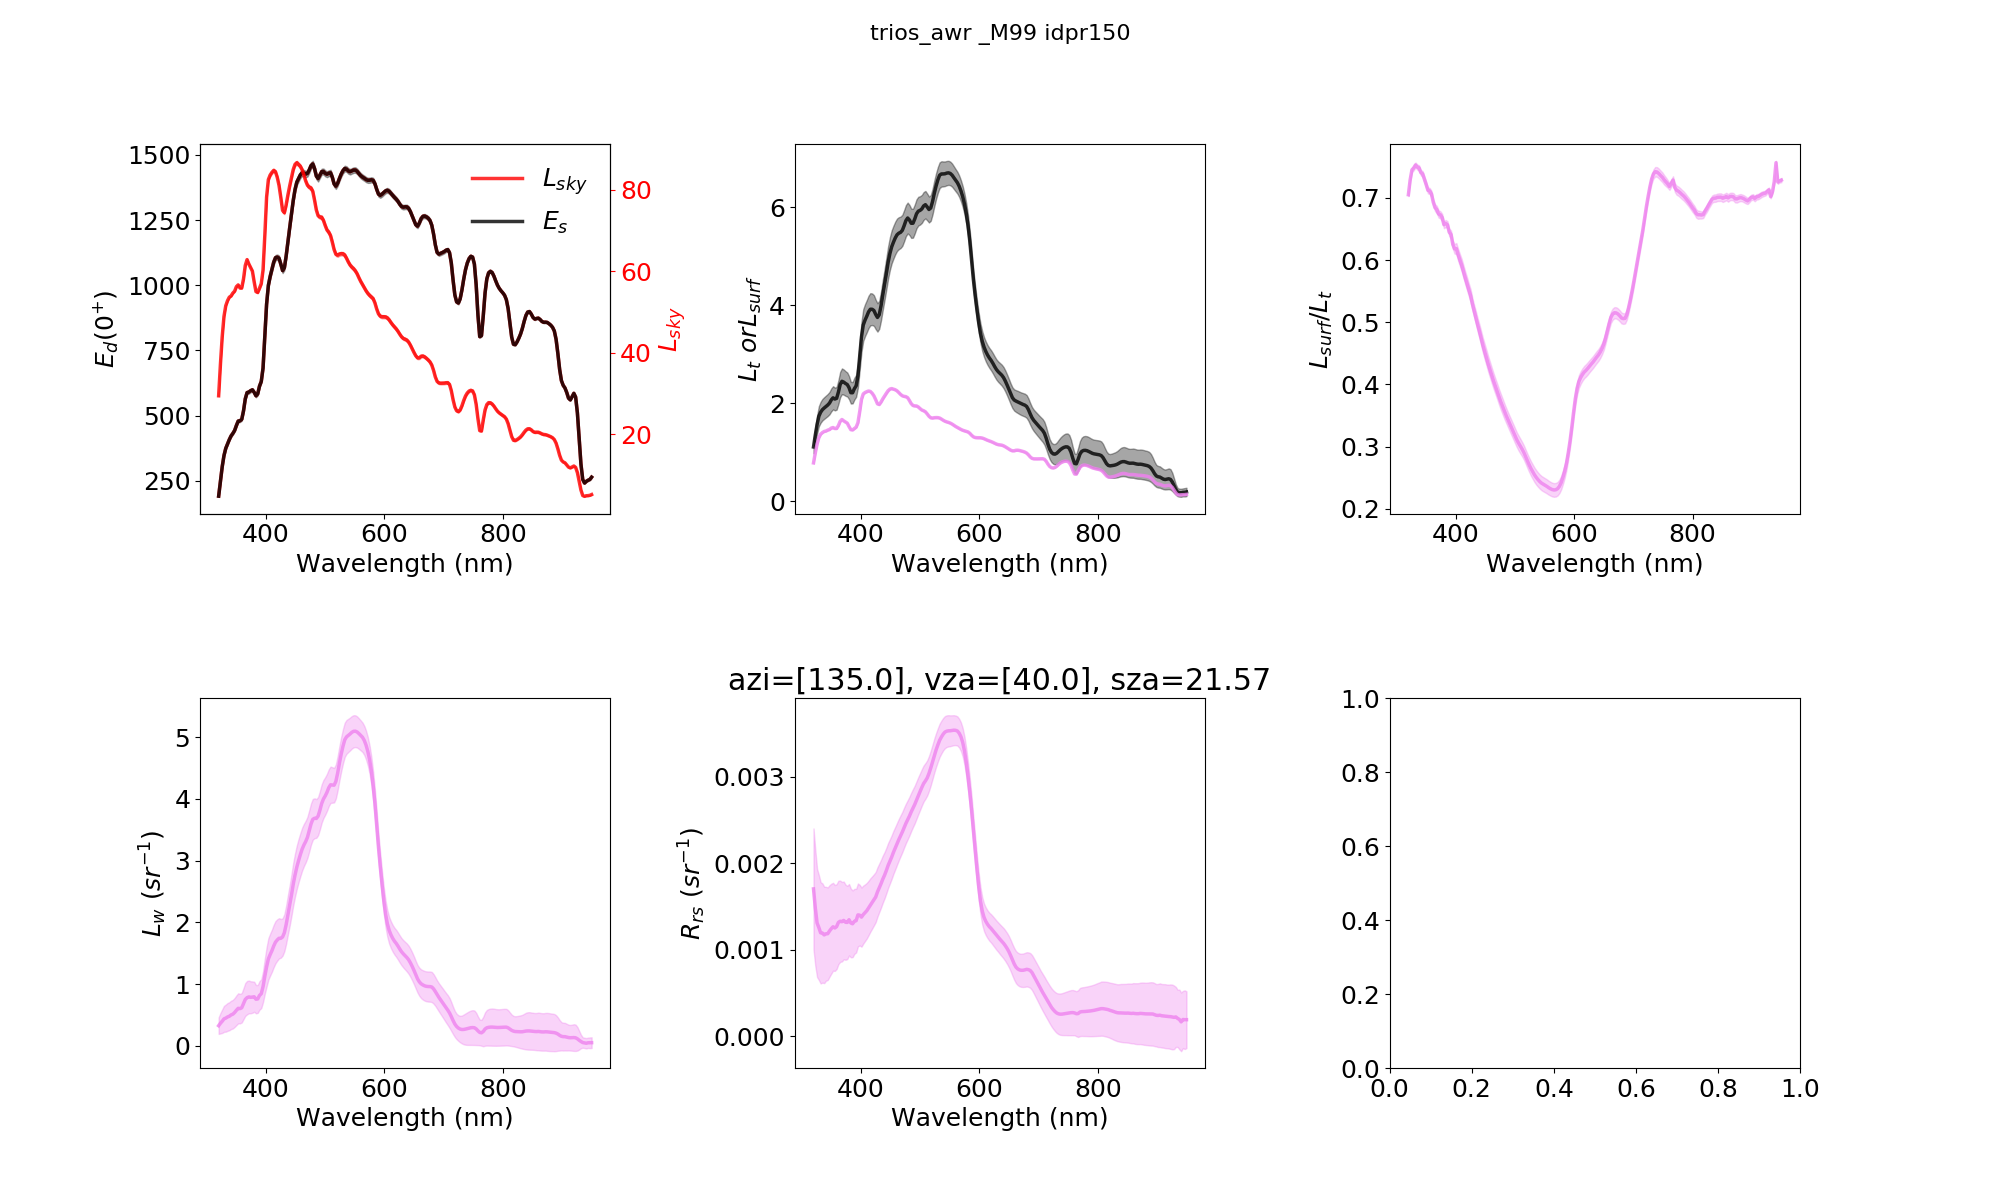 trios_awr _M99 idpr150
1500
1250
1000
750
500
250
E_d(0^+)
L_sky
E_s
80
60
40
20
L_sky
400 600 800
Wavelength (nm)
6
4
2
0
L_t orL_surf
400 600 800
Wavelength (nm)
0.7
0.6
0.5
0.4
0.3
0.2
L_surf/L_t
400 600 800
Wavelength (nm)
5
4
3
2
1
0
L_w (sr^-1)
400 600 800
Wavelength (nm)
azi=[135.0], vza=[40.0], sza=21.57
0.003
0.002
0.001
0.000
R_rs (sr^-1)
400 600 800
Wavelength (nm)
1.0
0.8
0.6
0.4
0.2
0.0
0.0 0.2 0.4 0.6 0.8 1.0